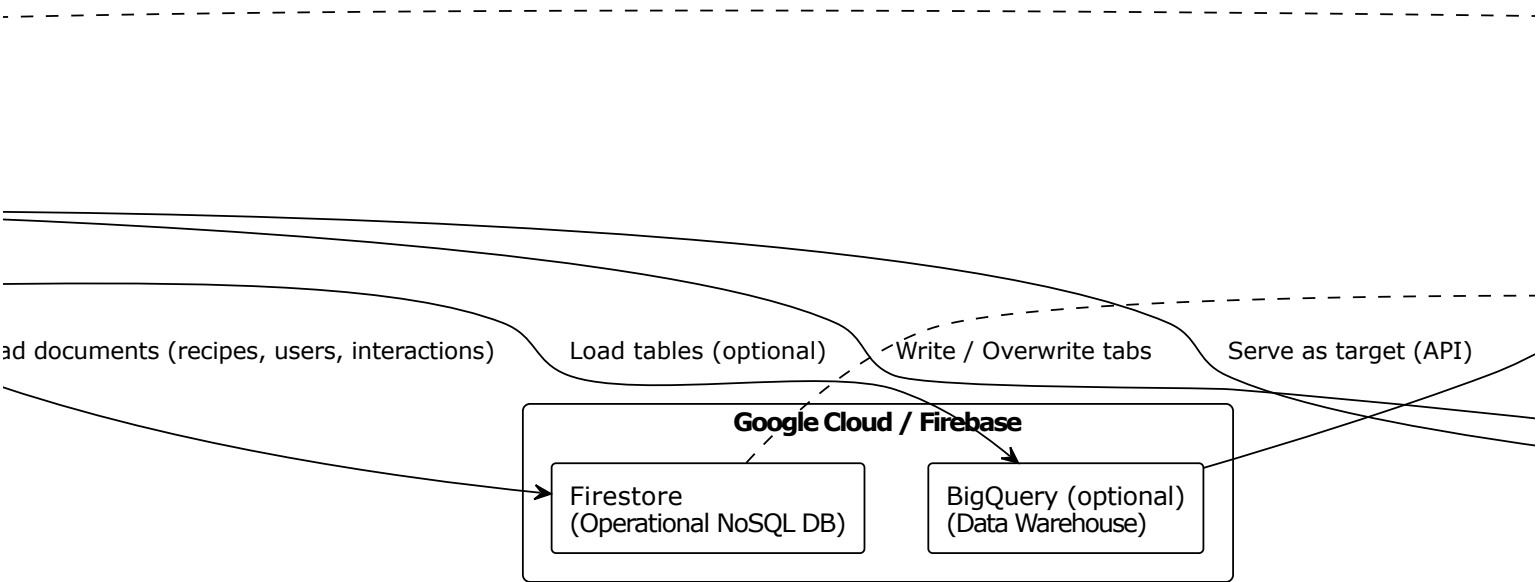 ad documents (recipes, users, interactions)
Load tables (optional)
Write / Overwrite tabs
Serve as target (API)
Google Cloud / Firebase
Firestore
(Operational NoSQL DB)
BigQuery (optional)
(Data Warehouse)